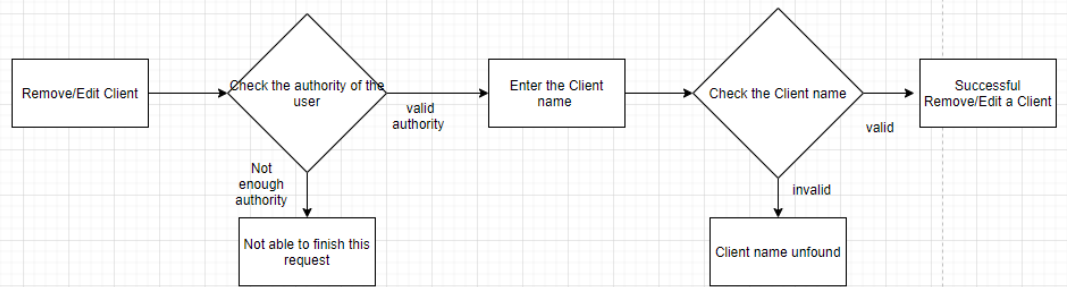 Remove/Edit Client
Check the authority of the
user
valid
authority
Not
enough
authority
Not able to finish this
request
Enter the Client
name
Check the Client name
valid
invalid
Client name unfound
Successful
Remove/Edit a Client